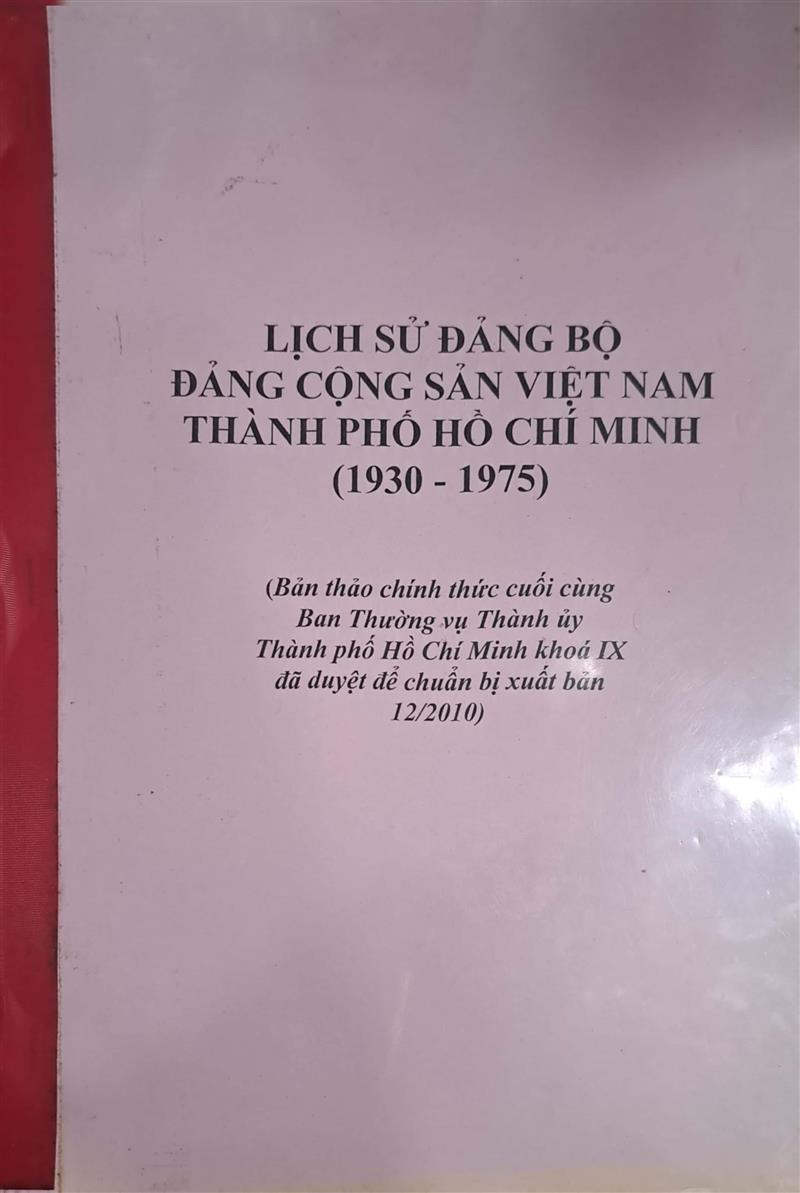 LỊCH SỬ ĐẢNG BỘ
ĐẢNG CỘNG SẢN VIỆT NAM
THÀNH PHỐ HỒ CHÍ MINH
(1930 - 1975)
(Bản thảo chính thức cuối cùng
Ban Thường vụ Thành ủy
Thành phố Hồ Chí Minh khoá IX
đã duyệt để chuẩn bị xuất bản
12/2010)